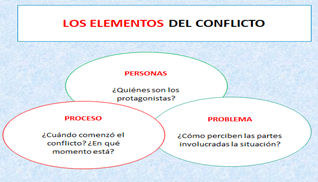 LOS ELEMENTOS DEL CONFLICTO
PERSONAS
¿Quiénes son los
protagonistas?
PROCESO
¿Cuándo comenzó el
conflicto? ¿En qué
momento está?
PROBLEMA
¿Cómo perciben las partes
involucradas la situación?